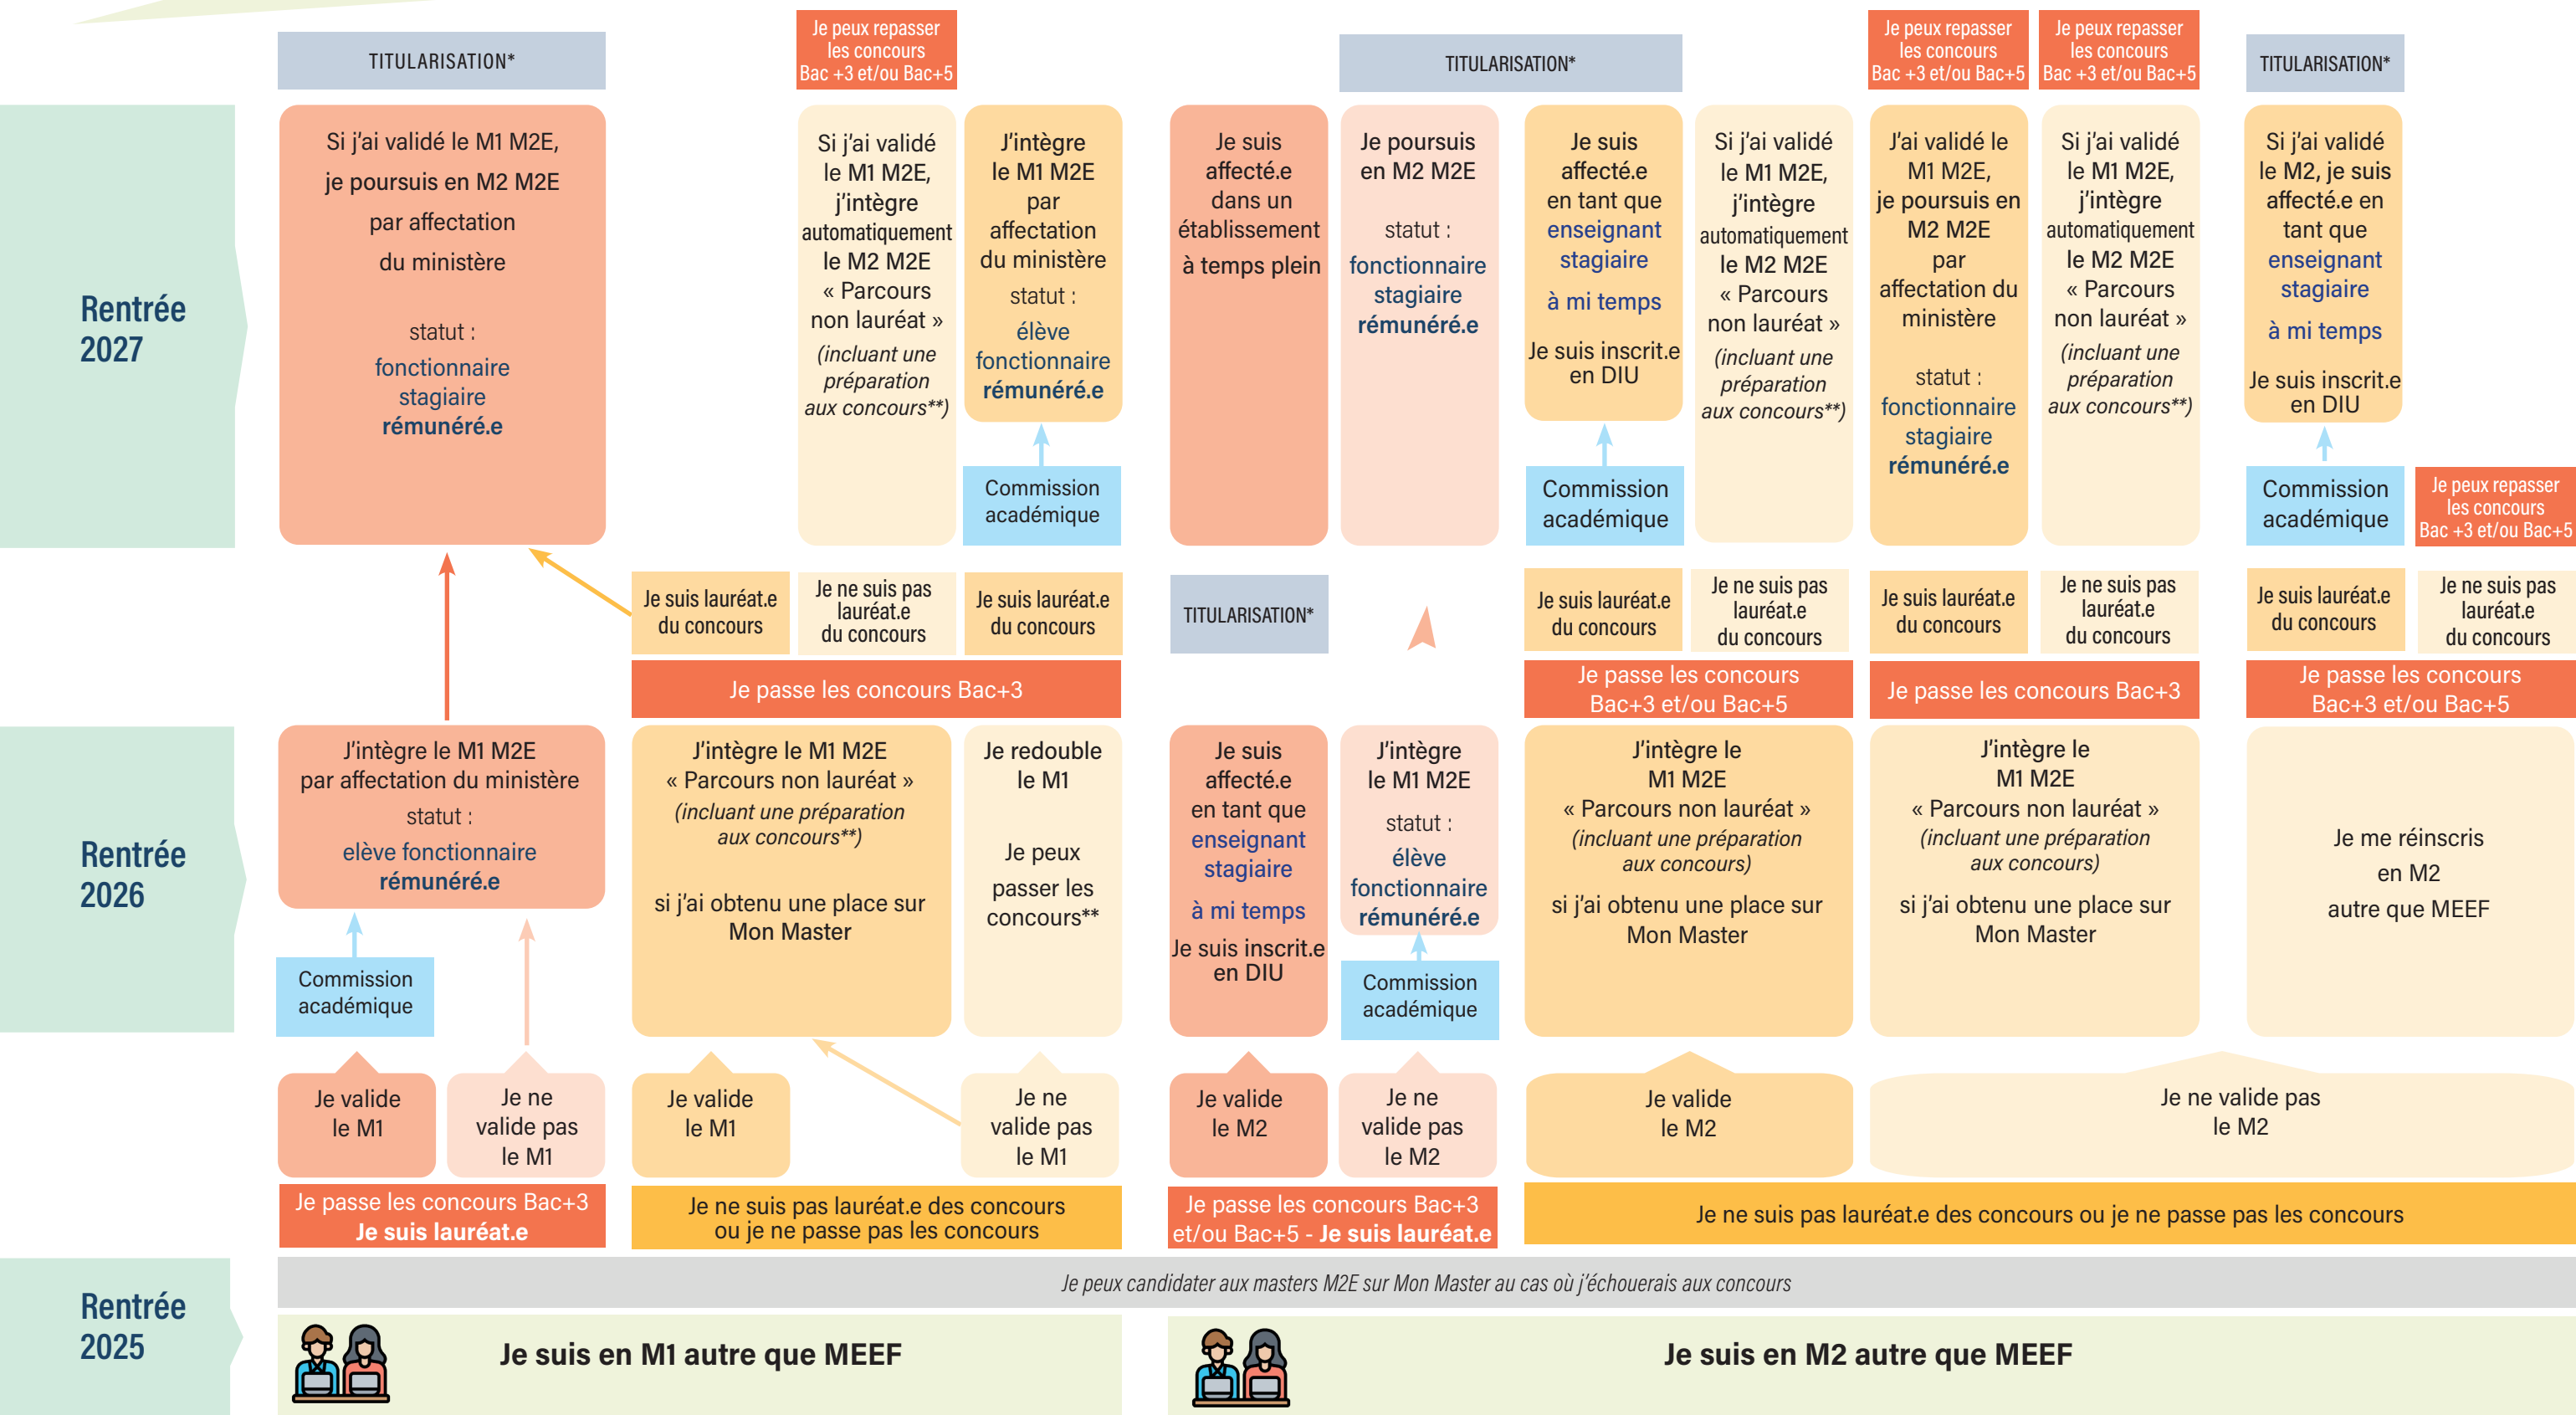 TITULARISATION*
Je peux repasser
les concours
Bac +3 et/ou Bac+5
TITULARISATION*
Je peux repasser
les concours
Bac +3 et/ou Bac+5
Je peux repasser
les concours
Bac +3 et/ou Bac+5
TITULARISATION*
Rentrée
2027
Si j'ai validé le M1 M2E,
je poursuis en M2 M2E
par affectation
du ministère
statut :
fonctionnaire
stagiaire
rémunéré.e
Si j'ai validé
le M1 M2E,
j'intègre
automatiquement
le M2 M2E
« Parcours
non lauréat »
(incluant une
préparation
aux concours**)
J'intègre
le M1 M2E
par
affectation
du ministère
statut :
élève
fonctionnaire
rémunéré.e
Commission
académique
Je suis
affecté.e
dans un
établissement
à temps plein
Je poursuis
en M2 M2E
statut :
fonctionnaire
stagiaire
rémunéré.e
Je suis
affecté.e
en tant que
enseignant
stagiaire
à mi temps
Je suis inscrit.e
en DIU
Commission
académique
Si j'ai validé
le M1 M2E,
j'intègre
automatiquement
le M2 M2E
« Parcours
non lauréat »
(incluant une
préparation
aux concours**)
J'ai validé le
M1 M2E,
je poursuis en
M2 M2E
par
affectation du
ministère
statut :
fonctionnaire
stagiaire
rémunéré.e
Si j'ai validé
le M1 M2E,
j'intègre
automatiquement
le M2 M2E
« Parcours
non lauréat »
(incluant une
préparation
aux concours**)
Si j'ai validé
le M2, je suis
affecté.e en
tant que
enseignant
stagiaire
à mi temps
Je suis inscrit.e
en DIU
Commission
académique
Je peux repasser
les concours
Bac +3 et/ou Bac+5
Je suis lauréat.e
du concours
Je ne suis pas
lauréat.e
du concours
Je suis lauréat.e
du concours
TITULARISATION*
Je suis lauréat.e
du concours
Je ne suis pas
lauréat.e
du concours
Je suis lauréat.e
du concours
Je ne suis pas
lauréat.e
du concours
Je suis lauréat.e
du concours
Je ne suis pas
lauréat.e
du concours
Je passe les concours Bac+3
Je passe les concours
Bac+3 et/ou Bac+5
Je passe les concours Bac+3
Je passe les concours
Bac+3 et/ou Bac+5
Rentrée
2026
J'intègre le M1 M2E
par affectation du ministère
statut :
elève fonctionnaire
rémunéré.e
Commission
académique
J'intègre le M1 M2E
« Parcours non lauréat »
(incluant une préparation
aux concours**)
si j'ai obtenu une place sur
Mon Master
Je redouble
le M1
Je peux
passer les
concours**
Je suis
affecté.e
en tant que
enseignant
stagiaire
à mi temps
Je suis inscrit.e
en DIU
J'intègre
le M1 M2E
statut :
élève
fonctionnaire
rémunéré.e
Commission
académique
J'intègre le
M1 M2E
« Parcours non lauréat »
(incluant une préparation
aux concours)
si j'ai obtenu une place sur
Mon Master
J'intègre le
M1 M2E
« Parcours non lauréat »
(incluant une préparation
aux concours)
si j'ai obtenu une place sur
Mon Master
Je me réinscris
en M2
autre que MEEF
Je valide
le M1
Je ne
valide pas
le M1
Je valide
le M1
Je ne
valide pas
le M1
Je valide
le M2
Je ne
valide pas
le M2
Je valide
le M2
Je ne valide pas
le M2
Je passe les concours Bac+3
Je suis lauréat.e
Je ne suis pas lauréat.e des concours
ou je ne passe pas les concours
Je passe les concours Bac+3
et/ou Bac+5 - Je suis lauréat.e
Je ne suis pas lauréat.e des concours ou je ne passe pas les concours
Rentrée
2025
Je peux candidater aux masters M2E sur Mon Master au cas où j'échouerais aux concours
Je suis en M1 autre que MEEF
Je suis en M2 autre que MEEF